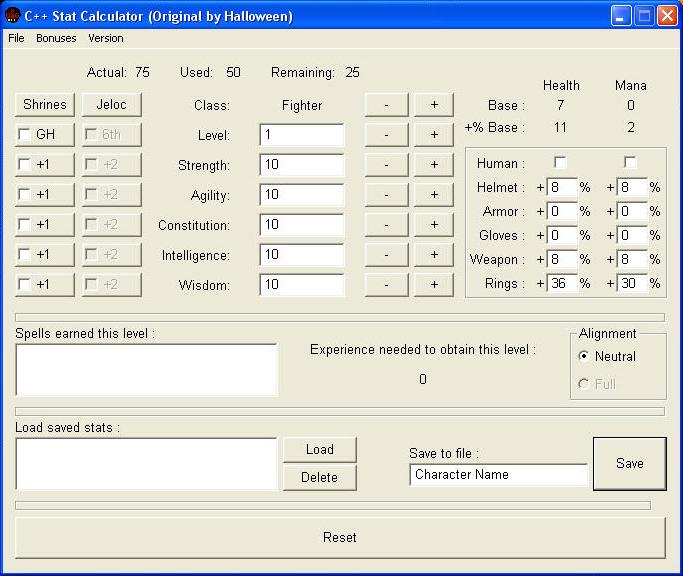 C++ Stat Calculator (Original by Halloween)
File Bonuses Version
Actual: 75 Used: 50 Remaining: 25
Health Mana
Shrines Jeloc Class: Fighter - + Base : 7 0
+% Base : 11 2
GH 6th Level: 1 - +
+1 +2 Strength: 10 - +
+1 +2 Agility: 10 - +
+1 +2 Constitution: 10 - +
+1 +2 Intelligence: 10 - +
+1 +2 Wisdom: 10 - +
Human :
Helmet : + 8 % + 8 %
Armor : + 0 % + 0 %
Gloves : + 0 % + 0 %
Weapon : + 8 % + 8 %
Rings : + 36 % + 30 %
Spells earned this level :
Experience needed to obtain this level :
0
Alignment
Neutral
Full
Load saved stats :
Load
Delete
Save to file :
Character Name
Save
Reset